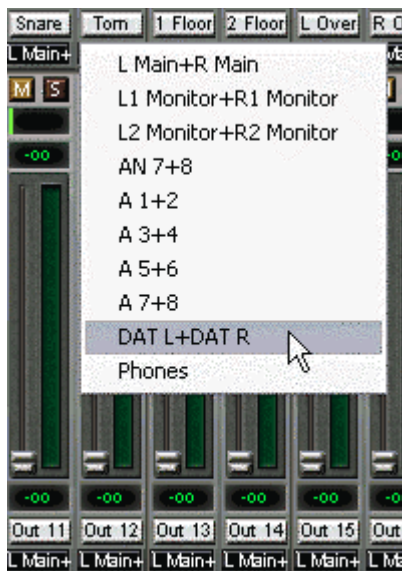 Snare Tom 1 Floor 2 Floor L Over R
L Main+
L Main+R Main
M S
L1 Monitor+R1 Monitor
L2 Monitor+R2 Monitor
-oo
AN 7+8
A 1+2
A 3+4
A 5+6
A 7+8
DAT L+DAT R
Phones
-oo -oo -oo -oo -oo
Out 11 Out 12 Out 13 Out 14 Out 15 Out
L Main+ L Main+ L Main+ L Main+ L Main+ L Ma